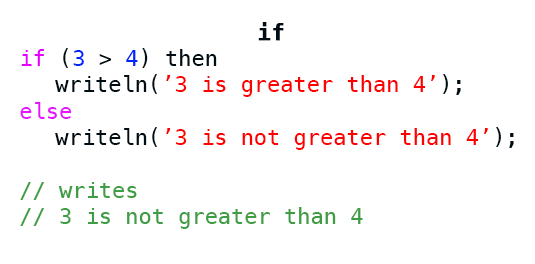 if
if (3 > 4) then
writeln(’3 is greater than 4’);
else
writeln(’3 is not greater than 4’);
// writes
// 3 is not greater than 4